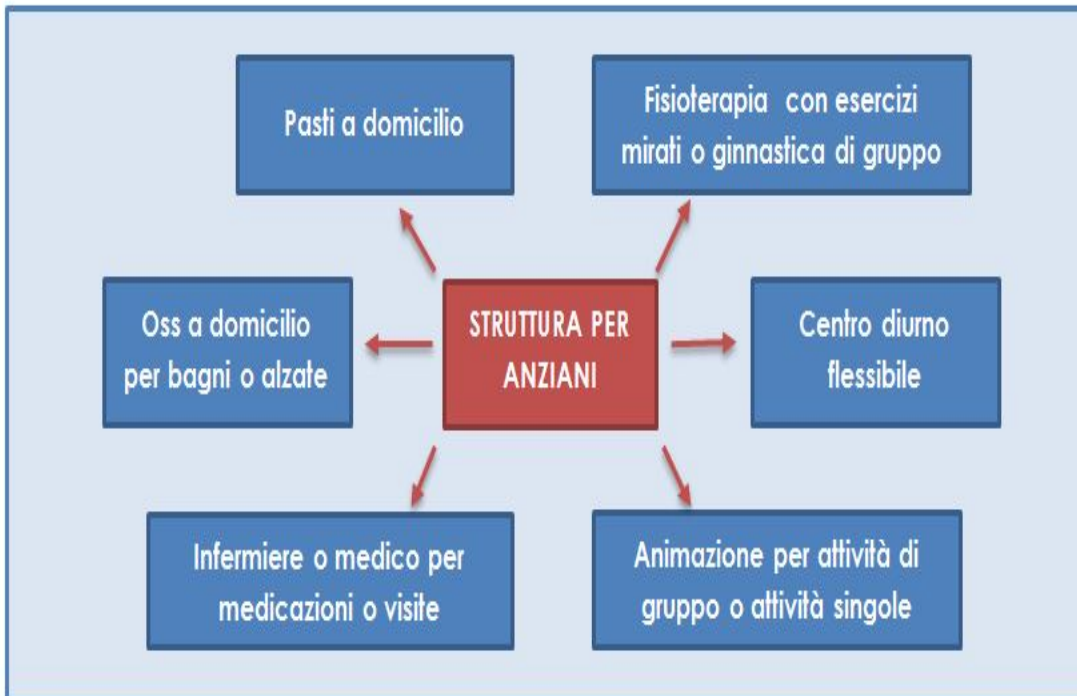 Pasti a domicilio
Fisioterapia con esercizi
mirati o ginnastica di gruppo
Oss a domicilio
per bagni o alzate
STRUTTURA PER
ANZIANI
Centro diurno
flessibile
Infermiere o medico per
medicazioni o visite
Animazione per attività di
gruppo o attività singole